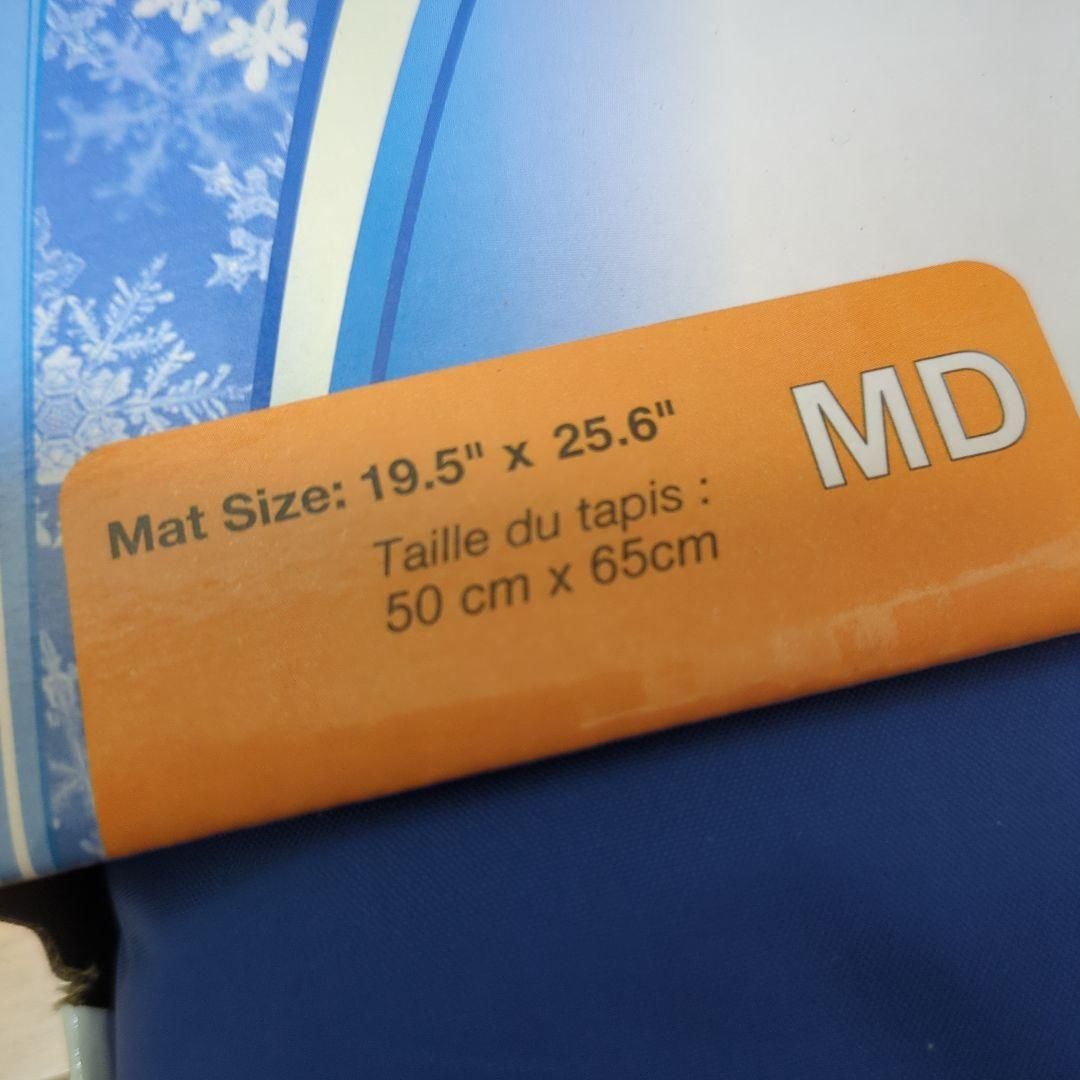 Mat Size: 19.5" x 25.6"
MD
Taille du tapis :
50 cm x 65cm